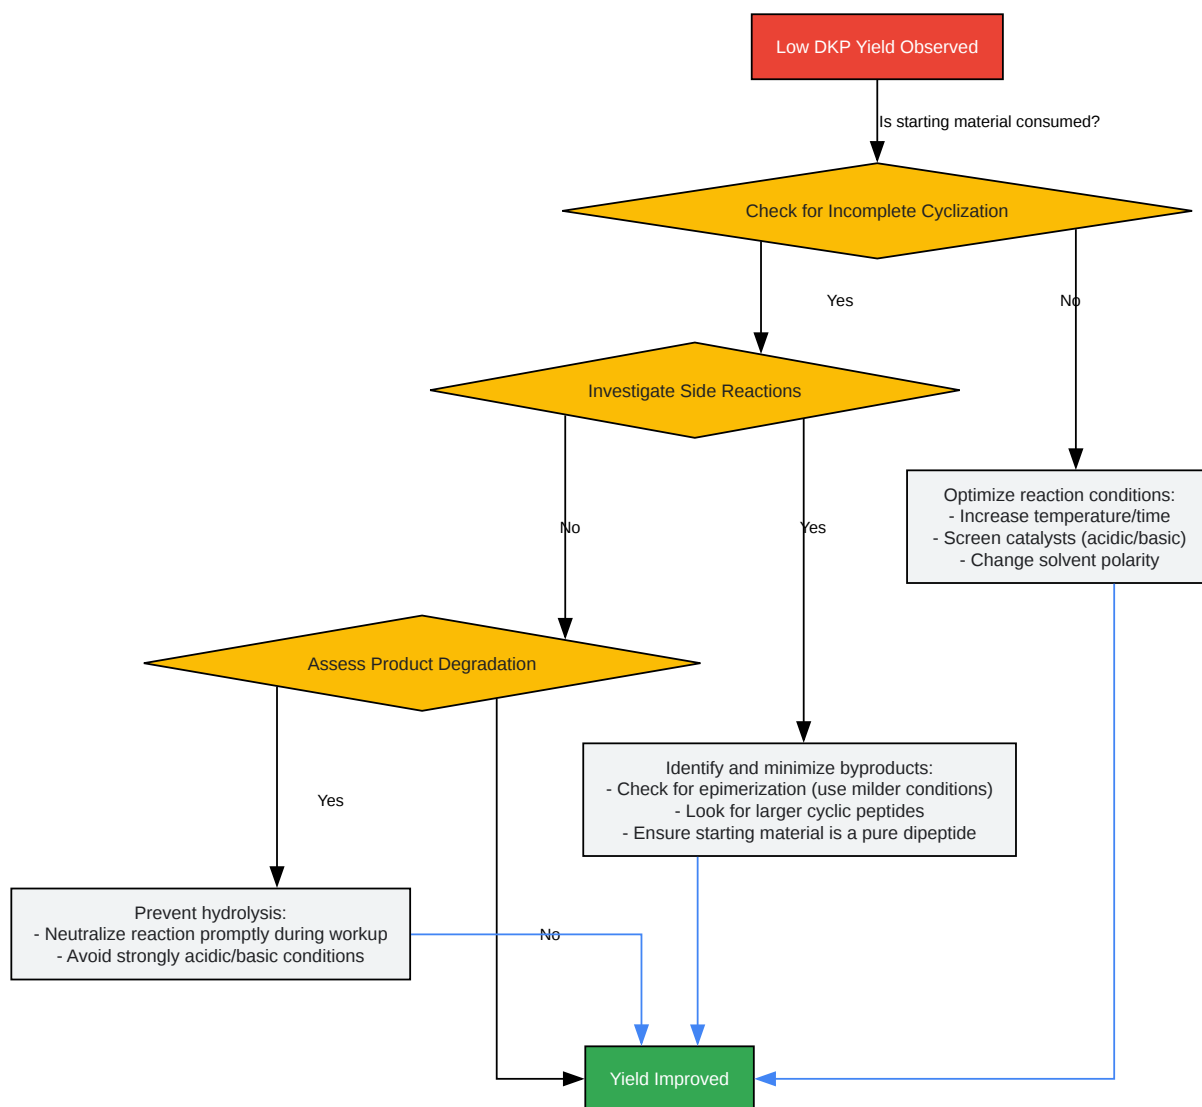 Low DKP Yield Observed
Is starting material consumed?
Check for Incomplete Cyclization
Yes
No
Investigate Side Reactions
Optimize reaction conditions:
- Increase temperature/time
- Screen catalysts (acidic/basic)
- Change solvent polarity
No
Yes
Assess Product Degradation
Identify and minimize byproducts:
- Check for epimerization (use milder conditions)
- Look for larger cyclic peptides
- Ensure starting material is a pure dipeptide
Yes
Prevent hydrolysis:
- Neutralize reaction promptly during workup
- Avoid strongly acidic/basic conditions
No
Yield Improved